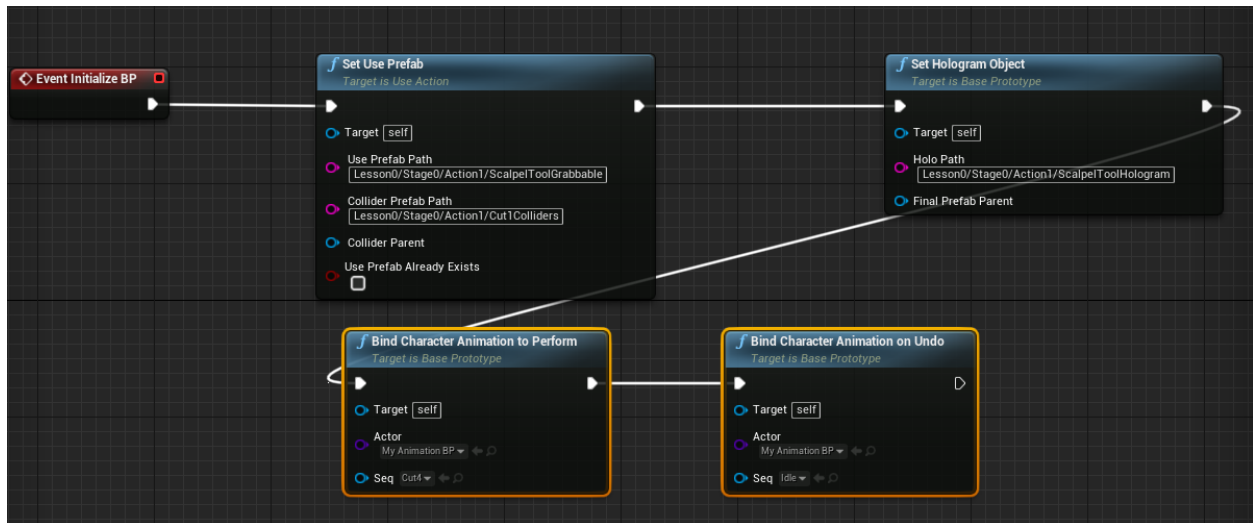 Event Initialize BP
Set Use Prefab
Target is Use Action
Target self
Use Prefab Path
Lesson0/Stage0/Action1/ScalpelToolGrabbable
Collider Prefab Path
Lesson0/Stage0/Action1/Cut1Colliders
Collider Parent
Use Prefab Already Exists
Set Hologram Object
Target is Base Prototype
Target self
Holo Path
Lesson0/Stage0/Action1/ScalpelToolHologram
Final Prefab Parent
Bind Character Animation to Perform
Target is Base Prototype
Target self
Actor
My Animation BP
Seq Cut4
Bind Character Animation on Undo
Target is Base Prototype
Target self
Actor
My Animation BP
Seq Idle